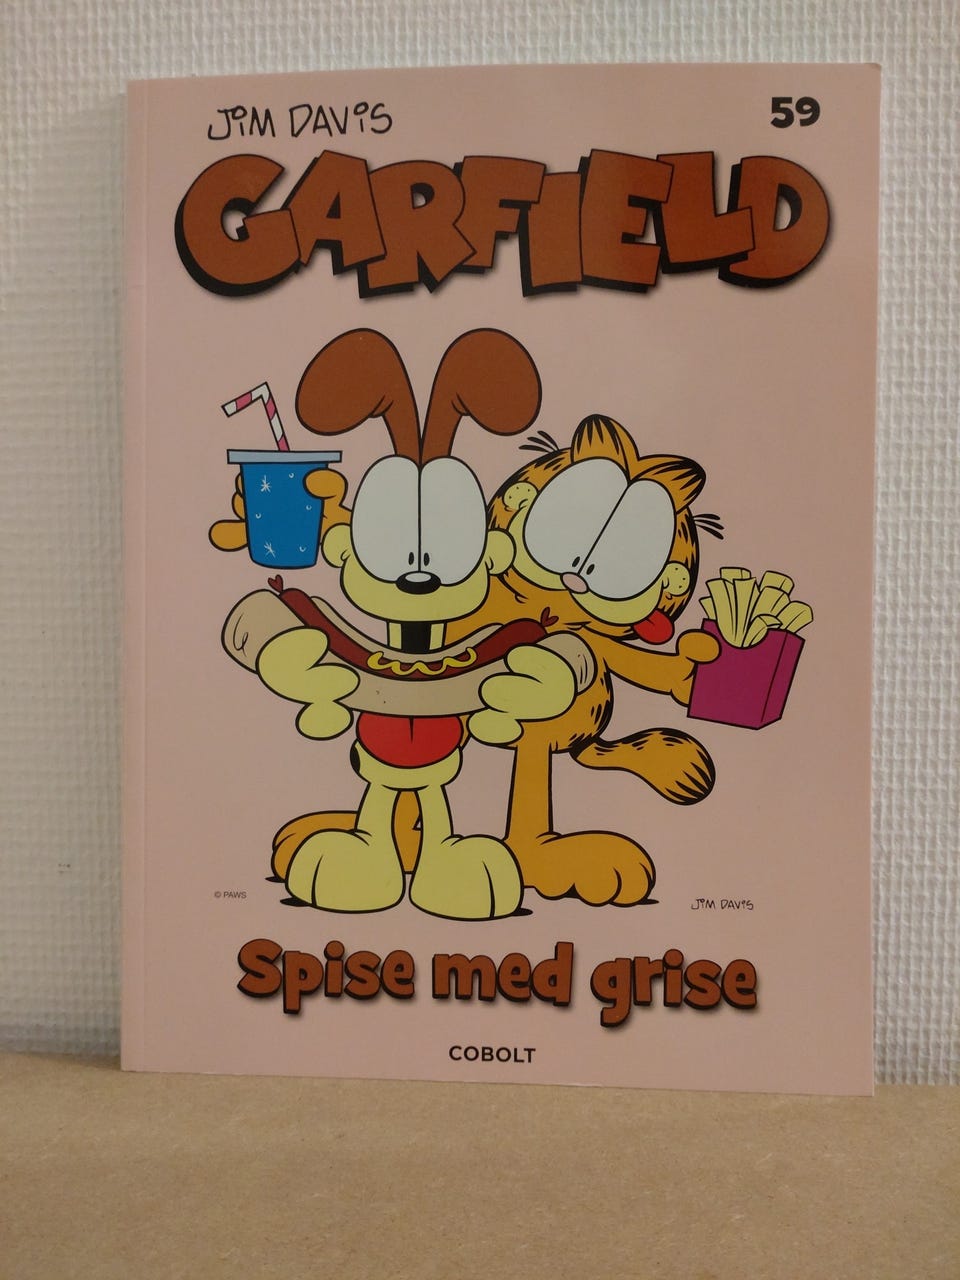 JIM DAVIS
59
GARFIELD
© PAWS
JIM DAVIS
Spise med grise
COBOLT